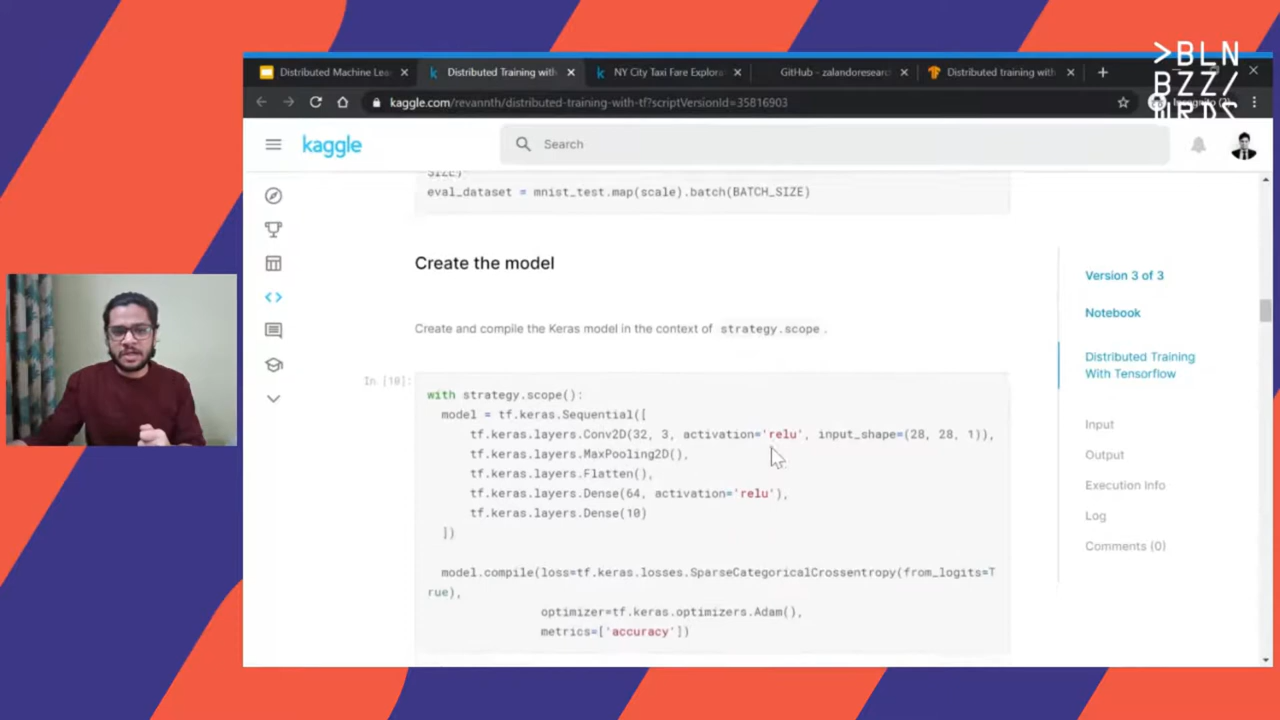 >BLN
BZZ/
WRDS
Distributed Machine Lea
Distributed Training with
NY City Taxi Fare Explora
GitHub - zalandoresearc
Distributed training with
kaggle.com/revannth/distributed-training-with-tf?scriptVersionId=35816903
kaggle
Search
SIZE)
eval_dataset = mnist_test.map(scale).batch(BATCH_SIZE)
Create the model
Create and compile the Keras model in the context of strategy.scope .
In [10]:
with strategy.scope():
model = tf.keras.Sequential([
tf.keras.layers.Conv2D(32, 3, activation='relu', input_shape=(28, 28, 1)),
tf.keras.layers.MaxPooling2D(),
tf.keras.layers.Flatten(),
tf.keras.layers.Dense(64, activation='relu'),
tf.keras.layers.Dense(10)
])
model.compile(loss=tf.keras.losses.SparseCategoricalCrossentropy(from_logits=T
rue),
optimizer=tf.keras.optimizers.Adam(),
metrics=['accuracy'])
Version 3 of 3
Notebook
Distributed Training
With Tensorflow
Input
Output
Execution Info
Log
Comments (0)